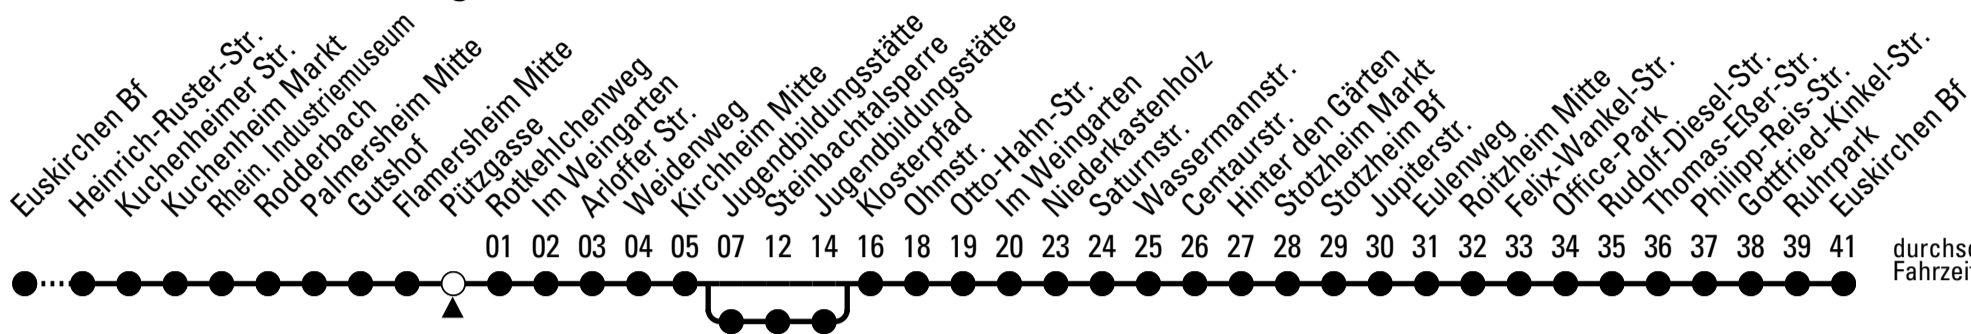 Euskirchen Bf
Heinrich-Ruster-Str.
Kuchenheimer Str.
Kuchenheim Markt
Rhein. Industriemuseum
Rodderbach
Palmersheim Mitte
Gutshof
Flamersheim Mitte
Pützgasse
Rotkehlchenweg
Im Weingarten
Arloffer Str.
Weidenweg
Kirchheim Mitte
Jugendbildungsstätte
Steinbachtalsperre
Jugendbildungsstätte
Klosterpfad
Ohmstr.
Otto-Hahn-Str.
Im Weingarten
Niederkastenholz
Saturnstr.
Wassermannstr.
Centaurstr.
Hinter den Gärten
Stotzheim Markt
Stotzheim Bf
Jupiterstr.
Eulenweg
Roitzheim Mitte
Felix-Wankel-Str.
Office-Park
Rudolf-Diesel-Str.
Thomas-Eßer-Str.
Philipp-Reis-Str.
Gottfried-Kinkel-Str.
Ruhrpark
Euskirchen Bf
01 02 03 04 05 07 12 14 16 18 19 20 23 24 25 26 27 28 29 30 31 32 33 34 35 36 37 38 39 41